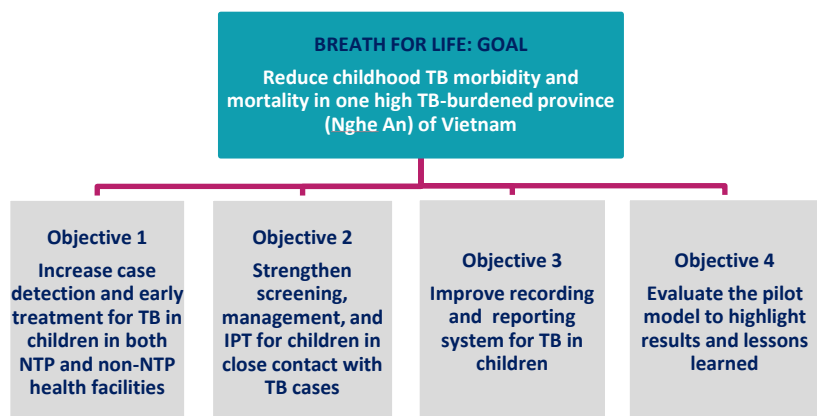 BREATH FOR LIFE: GOAL
Reduce childhood TB morbidity and
mortality in one high TB-burdened province
(Nghe An) of Vietnam
Objective 1
Increase case
detection and early
treatment for TB in
children in both
NTP and non-NTP
health facilities
Objective 2
Strengthen
screening,
management, and
IPT for children in
close contact with
TB cases
Objective 3
Improve recording
and reporting
system for TB in
children
Objective 4
Evaluate the pilot
model to highlight
results and lessons
learned